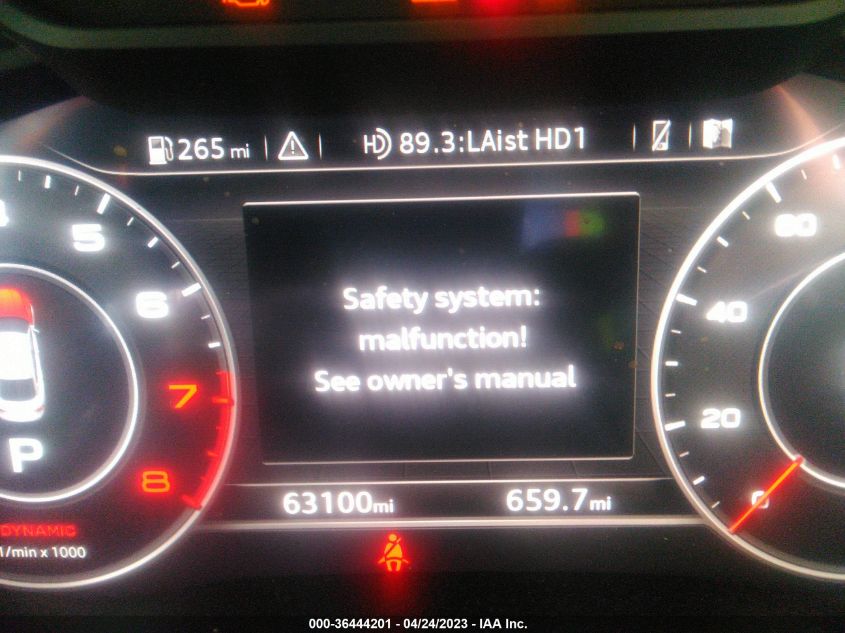 265 mi
89.3:LAist HD1
5
6
7
8
P
DYNAMIC
1/min x 1000
Safety system:
malfunction!
See owner's manual
63100mi
659.7mi
60
40
20
0
000-36444201 - 04/24/2023 - IAA Inc.